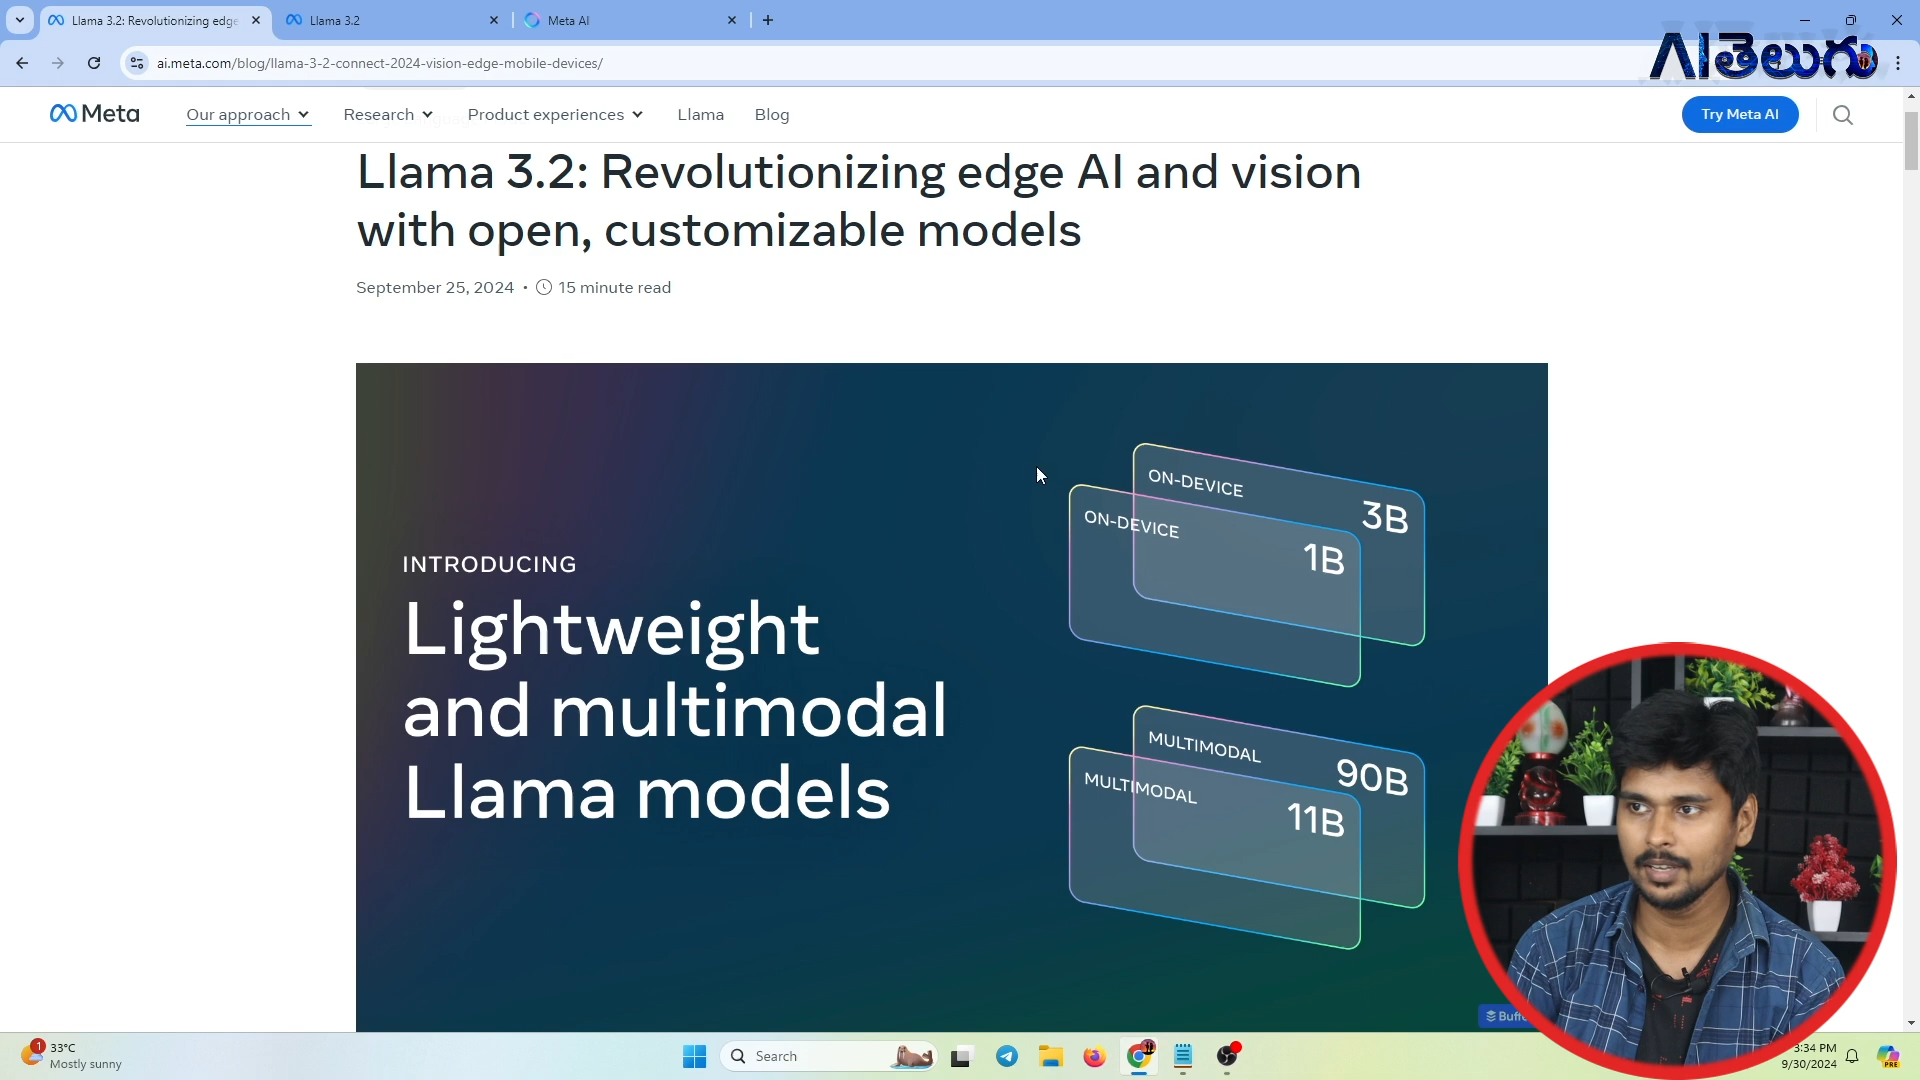 Llama 3.2: Revolutionizing edge
Llama 3.2
Meta AI
ai.meta.com/blog/llama-3-2-connect-2024-vision-edge-mobile-devices/
AIతెలుగు
Meta
Our approach
Research
Product experiences
Llama
Blog
Try Meta AI
Llama 3.2: Revolutionizing edge AI and vision
with open, customizable models
September 25, 2024 • 15 minute read
INTRODUCING
Lightweight
and multimodal
Llama models
ON-DEVICE
3B
ON-DEVICE
1B
MULTIMODAL
90B
MULTIMODAL
11B
1
33°C
Mostly sunny
Search
3:34 PM
9/30/2024
PRE